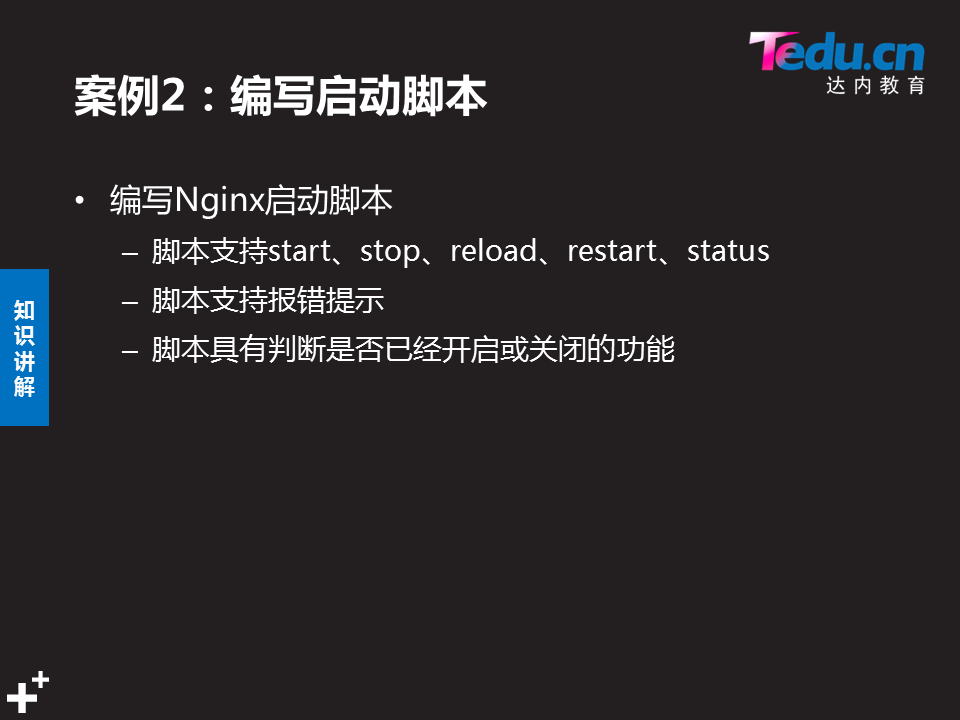 Tedu.cn
达内教育
案例2：编写启动脚本
• 编写Nginx启动脚本
– 脚本支持start、stop、reload、restart、status
– 脚本支持报错提示
– 脚本具有判断是否已经开启或关闭的功能
知识讲解